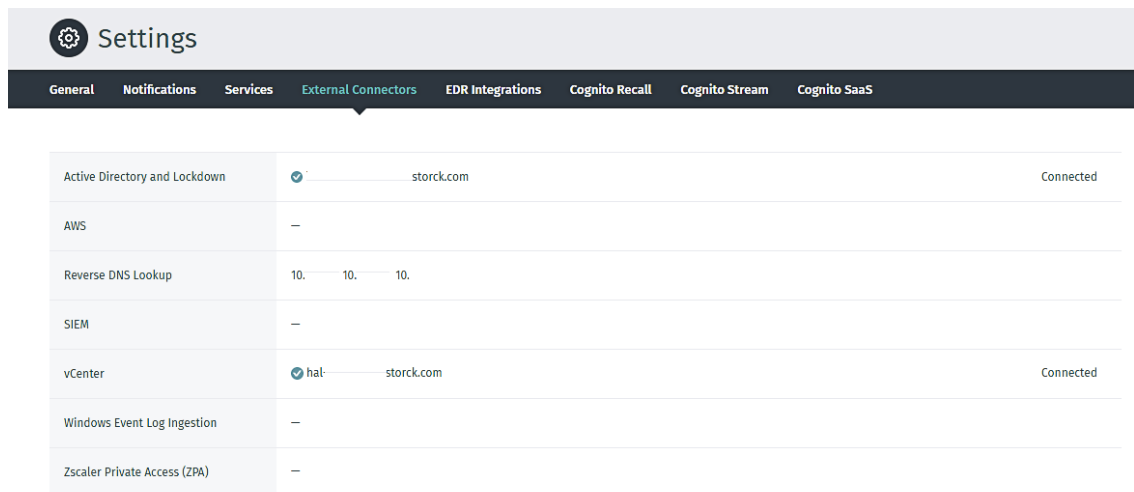 Settings
General Notifications Services External Connectors EDR Integrations Cognito Recall Cognito Stream Cognito SaaS
Active Directory and Lockdown storck.com Connected
AWS —
Reverse DNS Lookup 10. 10. 10.
SIEM —
vCenter hal storck.com Connected
Windows Event Log Ingestion —
Zscaler Private Access (ZPA) —